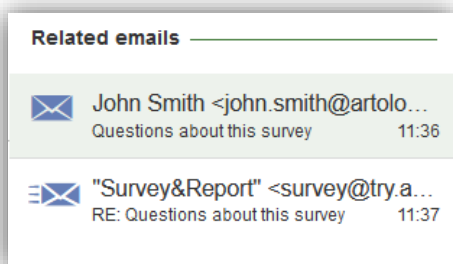 Related emails
John Smith <john.smith@artolo...
Questions about this survey 11:36
"Survey&Report" <survey@try.a...
RE: Questions about this survey 11:37